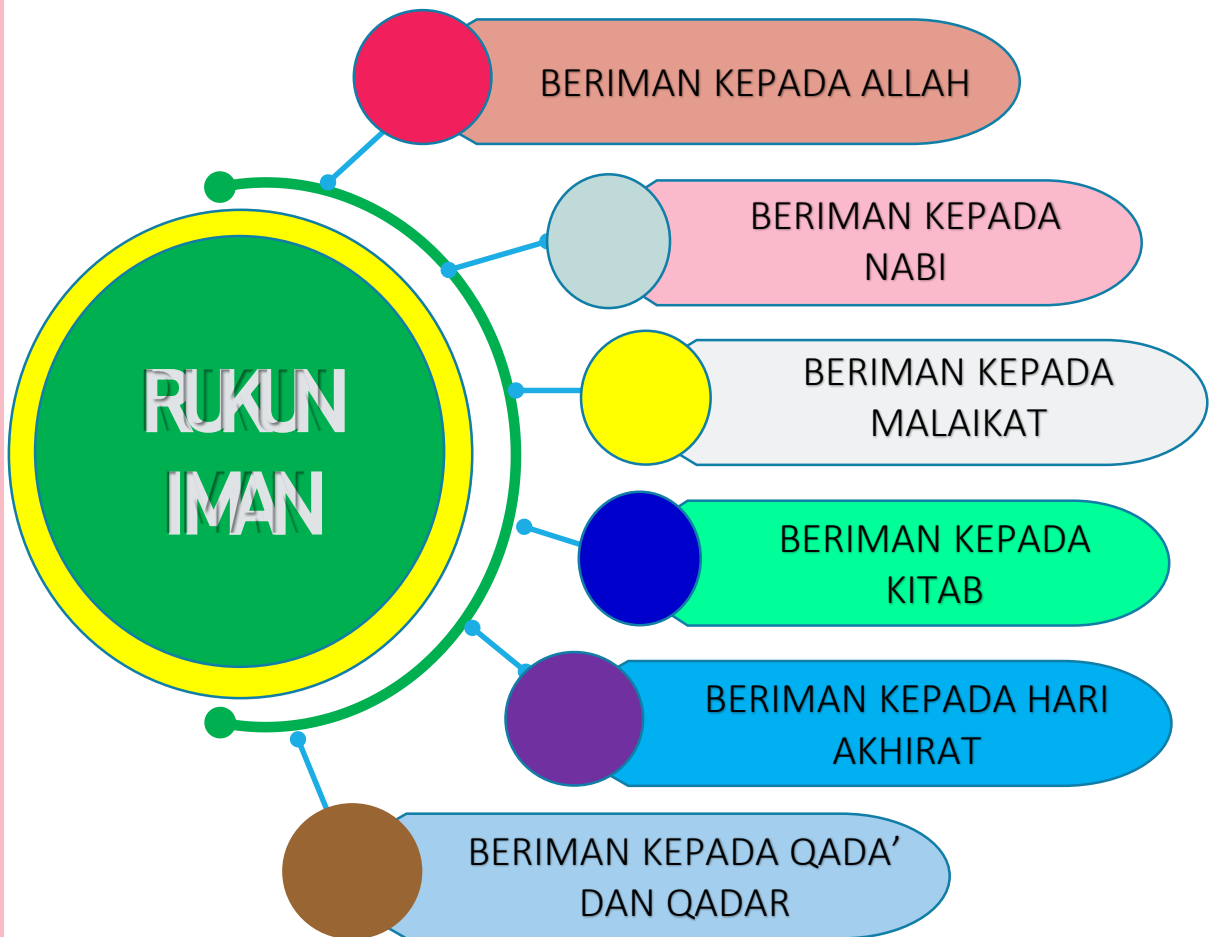 RUKUN
IMAN
BERIMAN KEPADA ALLAH
BERIMAN KEPADA
NABI
BERIMAN KEPADA
MALAIKAT
BERIMAN KEPADA
KITAB
BERIMAN KEPADA HARI
AKHIRAT
BERIMAN KEPADA QADA’
DAN QADAR